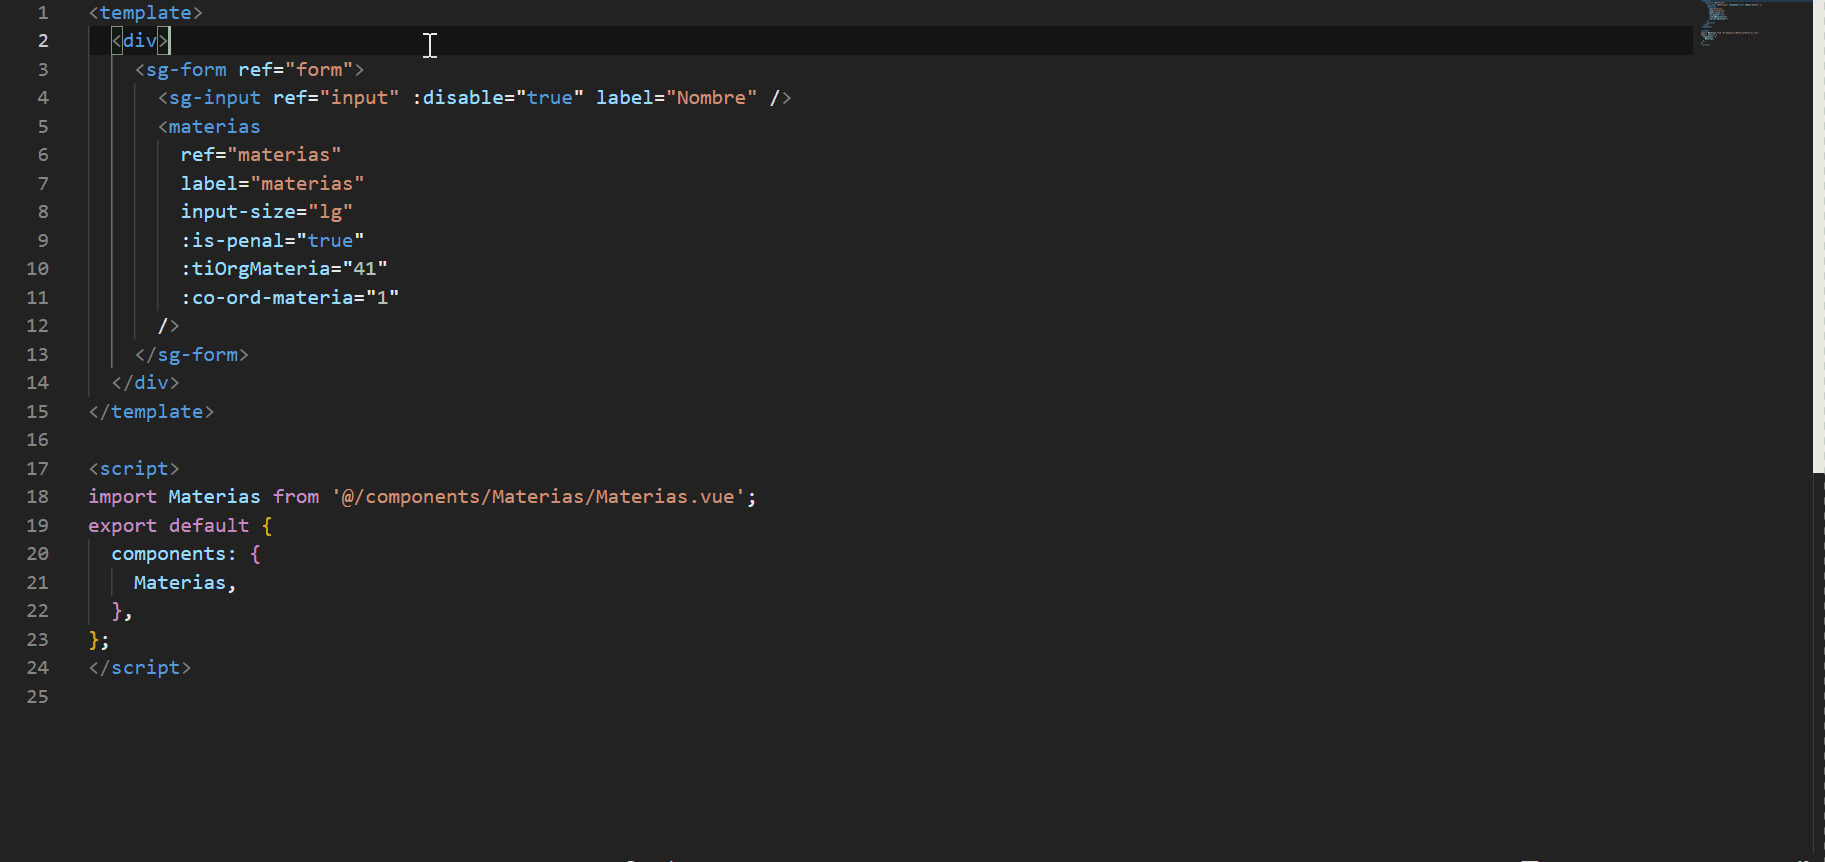 1 <template>
2   <div>
3     <sg-form ref="form">
4       <sg-input ref="input" :disable="true" label="Nombre" />
5       <materias
6         ref="materias"
7         label="materias"
8         input-size="lg"
9         :is-penal="true"
10         :tiOrgMateria="41"
11         :co-ord-materia="1"
12       />
13     </sg-form>
14   </div>
15 </template>
16
17 <script>
18 import Materias from '@/components/Materias/Materias.vue';
19 export default {
20   components: {
21     Materias,
22   },
23 };
24 </script>
25